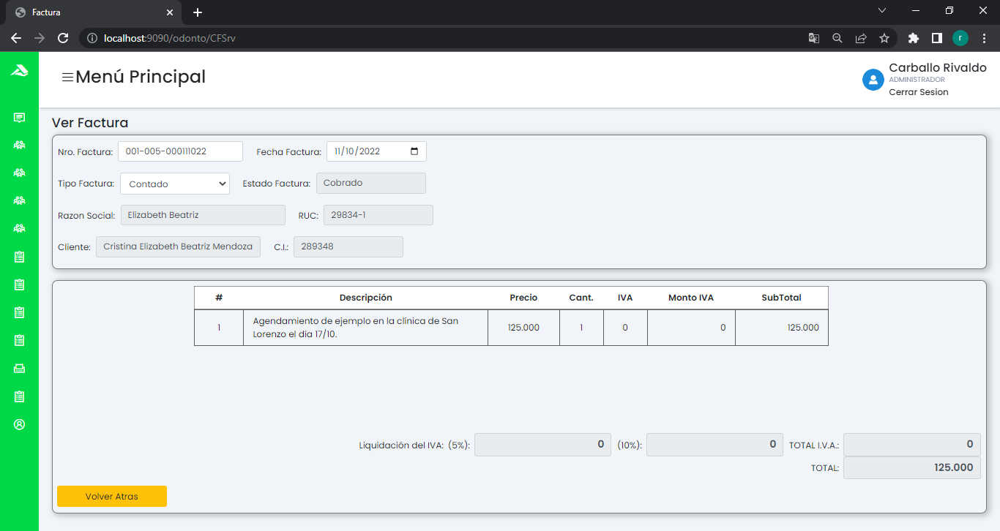 Factura
localhost:9090/odonto/CFSrv
r
Menú Principal
Carballo Rivaldo
ADMINISTRADOR
Cerrar Sesion
Ver Factura
Nro. Factura: 001-005-000111022 Fecha Factura: 11/10/2022
Tipo Factura: Contado Estado Factura: Cobrado
Razon Social: Elizabeth Beatriz RUC: 29834-1
Cliente: Cristina Elizabeth Beatriz Mendoza C.I.: 289348
# Descripción Precio Cant. IVA Monto IVA SubTotal
1 Agendamiento de ejemplo en la clínica de San 125.000 1 0 0 125.000
Lorenzo el día 17/10.
Liquidación del IVA: (5%): 0 (10%): 0 TOTAL I.V.A.: 0
TOTAL: 125.000
Volver Atras